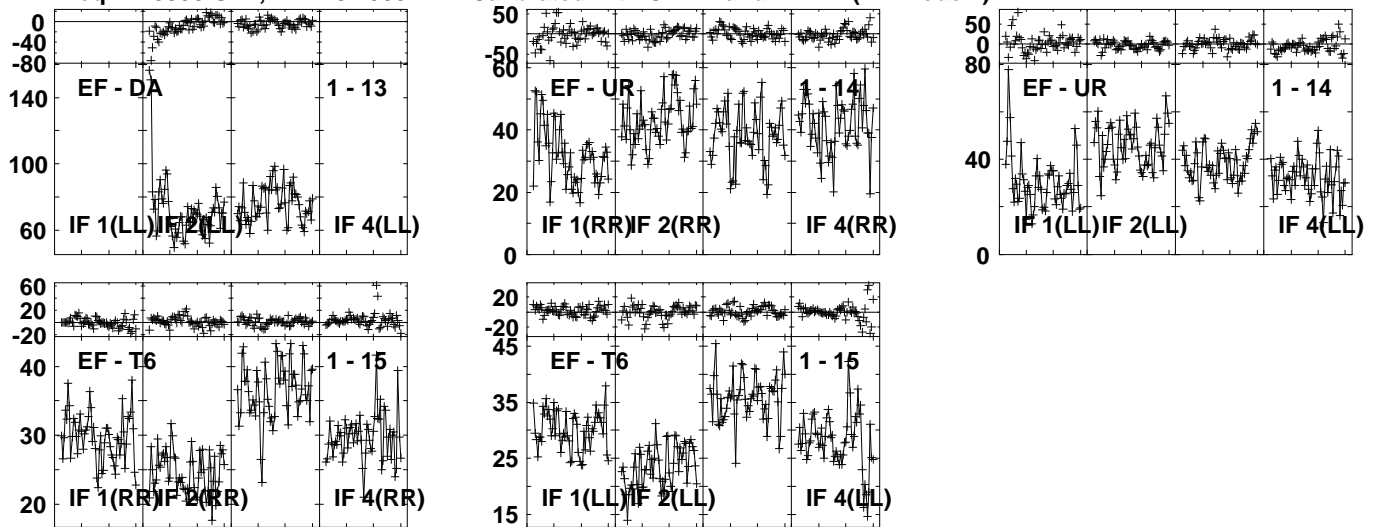 0
-40
-80
EF - DA
1 - 13
140
100
60
IF 1(LL)
IF 2(LL)
IF 4(LL)
50
-50
60
EF - UR
1 - 14
40
20
0
IF 1(RR)
IF 2(RR)
IF 4(RR)
50
0
80
EF - UR
1 - 14
40
0
IF 1(LL)
IF 2(LL)
IF 4(LL)
60
20
-20
EF - T6
1 - 15
40
30
20
IF 1(RR)
IF 2(RR)
IF 4(RR)
20
-20
45
EF - T6
1 - 15
35
25
15
IF 1(LL)
IF 2(LL)
IF 4(LL)